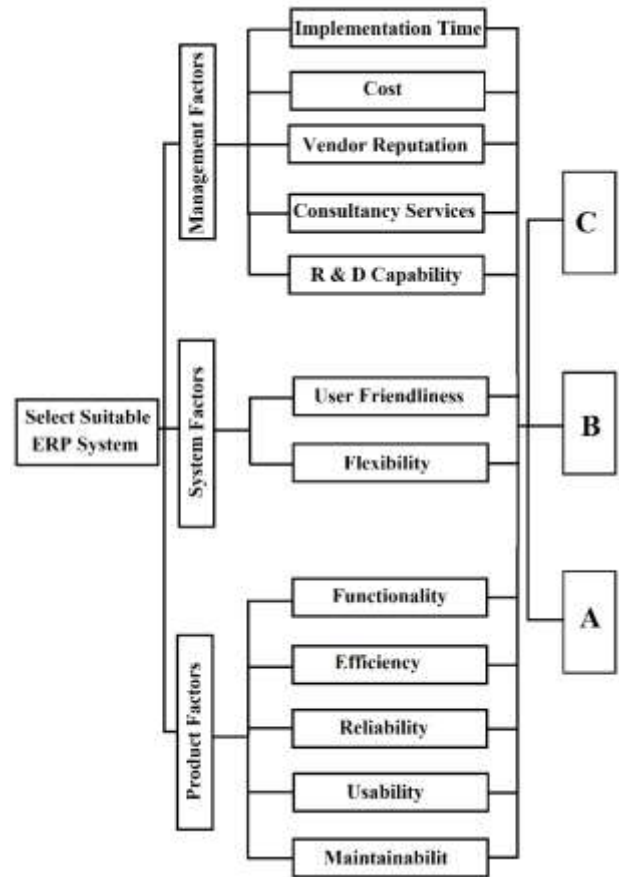 Select Suitable
ERP System
Management Factors
System Factors
Product Factors
Implementation Time
Cost
Vendor Reputation
Consultancy Services
R & D Capability
User Friendliness
Flexibility
Functionality
Efficiency
Reliability
Usability
Maintainabilit
C
B
A